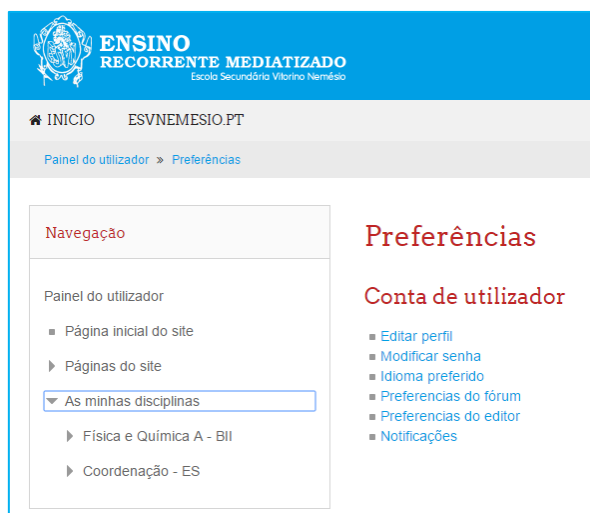 ENSINO
RECORRENTE MEDIATIZADO
Escola Secundária Vitorino Nemésio
INICIO ESVNEMESIO.PT
Painel do utilizador » Preferências
Navegação
Painel do utilizador
Página inicial do site
Páginas do site
As minhas disciplinas
Física e Química A - BII
Coordenação - ES
Preferências
Conta de utilizador
Editar perfil
Modificar senha
Idioma preferido
Preferencias do fórum
Preferencias do editor
Notificações